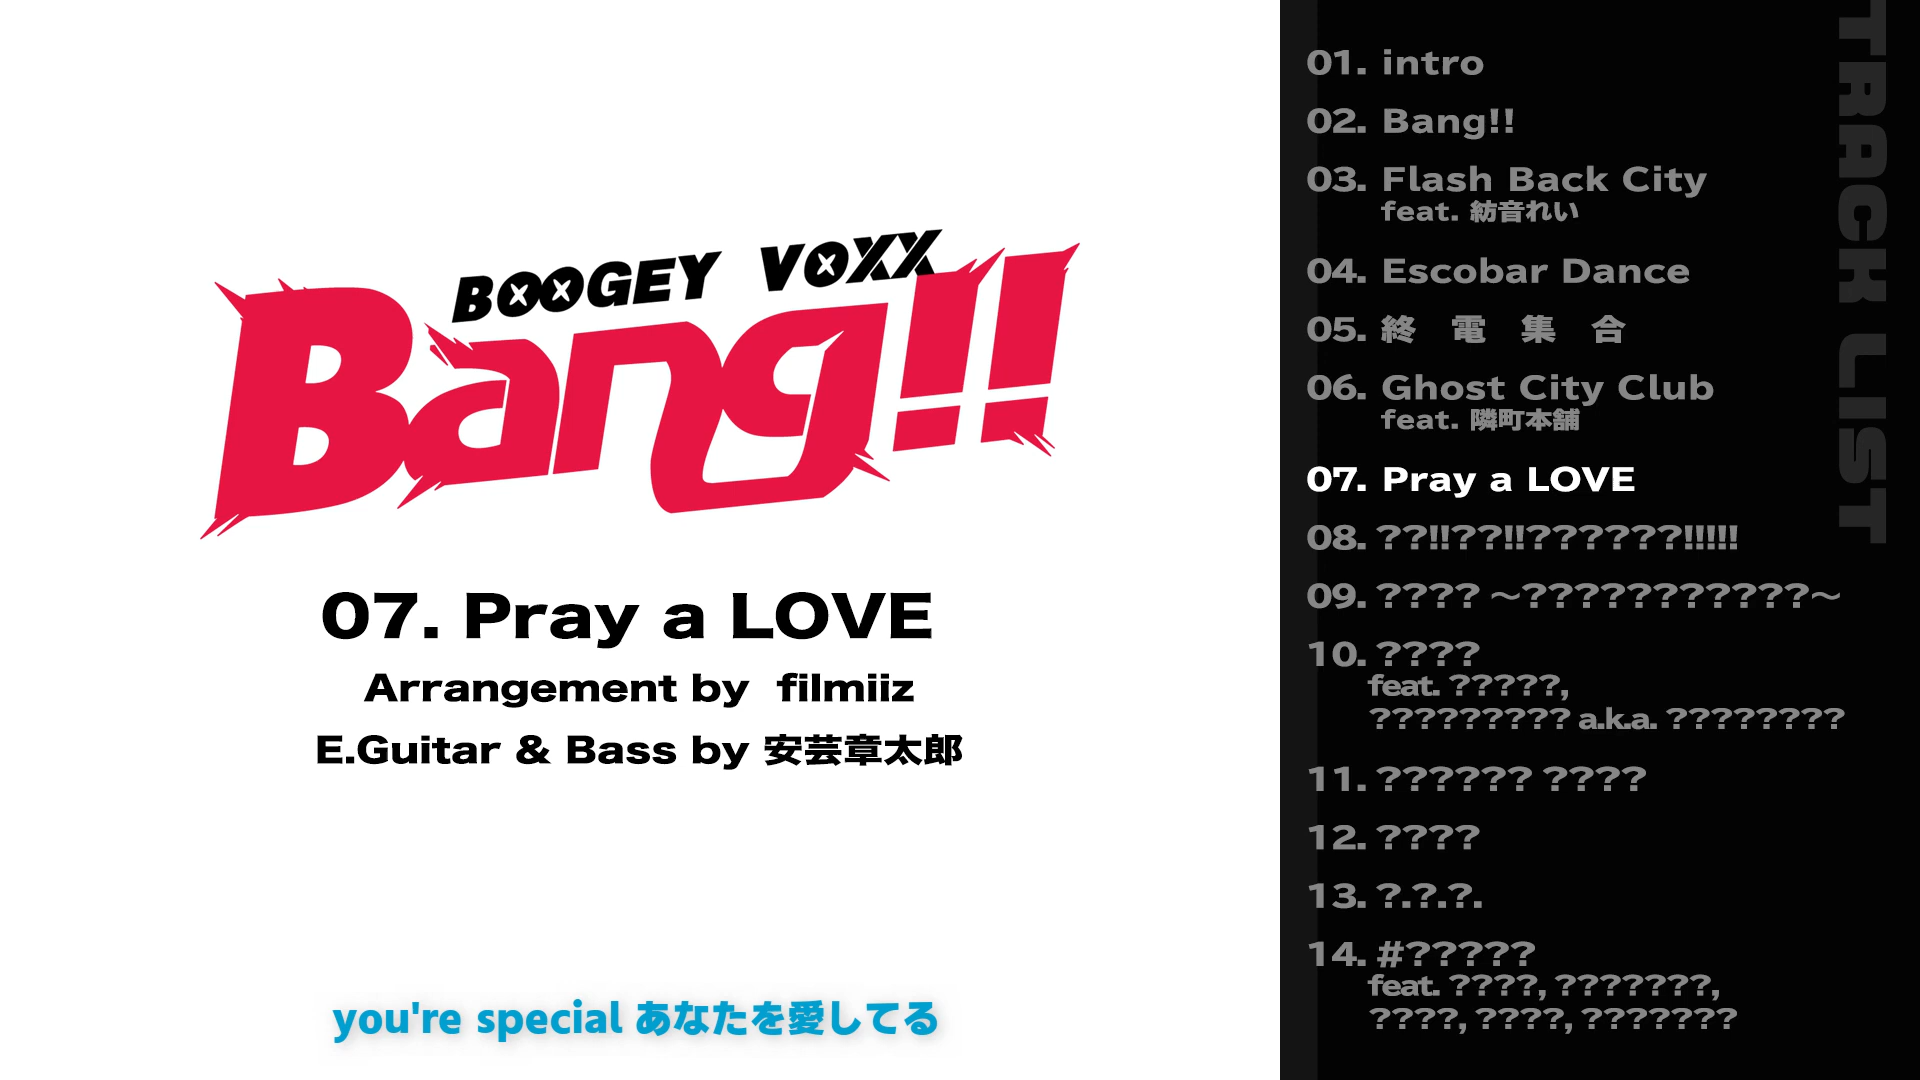 BOOGEY VOXX
Bang!!
07. Pray a LOVE
Arrangement by filmiiz
E.Guitar & Bass by 安芸章太郎
you're special あなたを愛してる
TRACK LIST
01. intro
02. Bang!!
03. Flash Back City
feat. 紡音れい
04. Escobar Dance
05. 終　電　集　合
06. Ghost City Club
feat. 隣町本舗
07. Pray a LOVE
08. ??!!??!!??????!!!!!
09. ???? ～???????????～
10. ????
feat. ?????,
????????? a.k.a. ????????
11. ?????? ????
12. ????
13. ?.?.?.
14. #?????
feat. ????, ???????,
????, ????, ???????